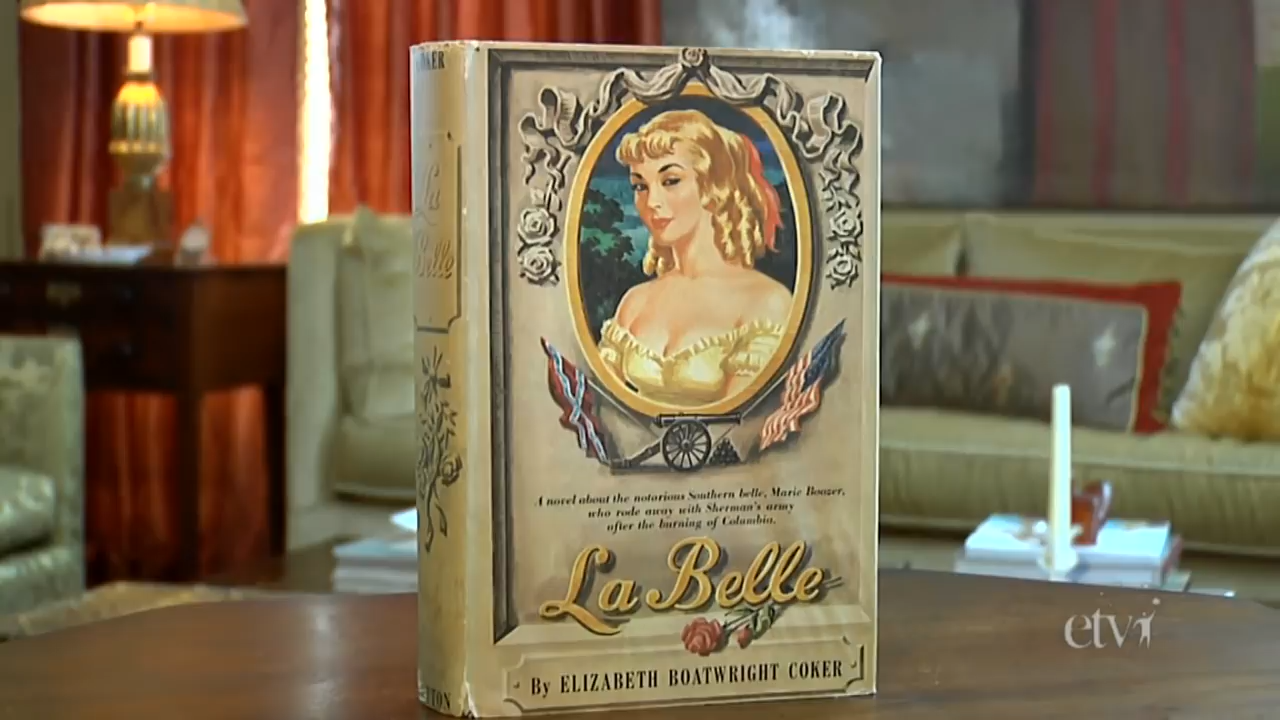 La
Belle
A novel about the notorious Southern belle, Marie Boozer,
who rode away with Sherman's army
after the burning of Columbia.
La Belle
By ELIZABETH BOATWRIGHT COKER
etv